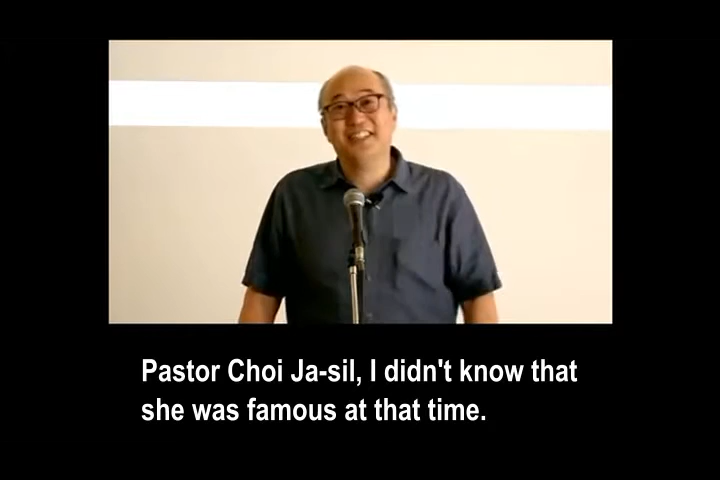 Pastor Choi Ja-sil, I didn't know that
she was famous at that time.